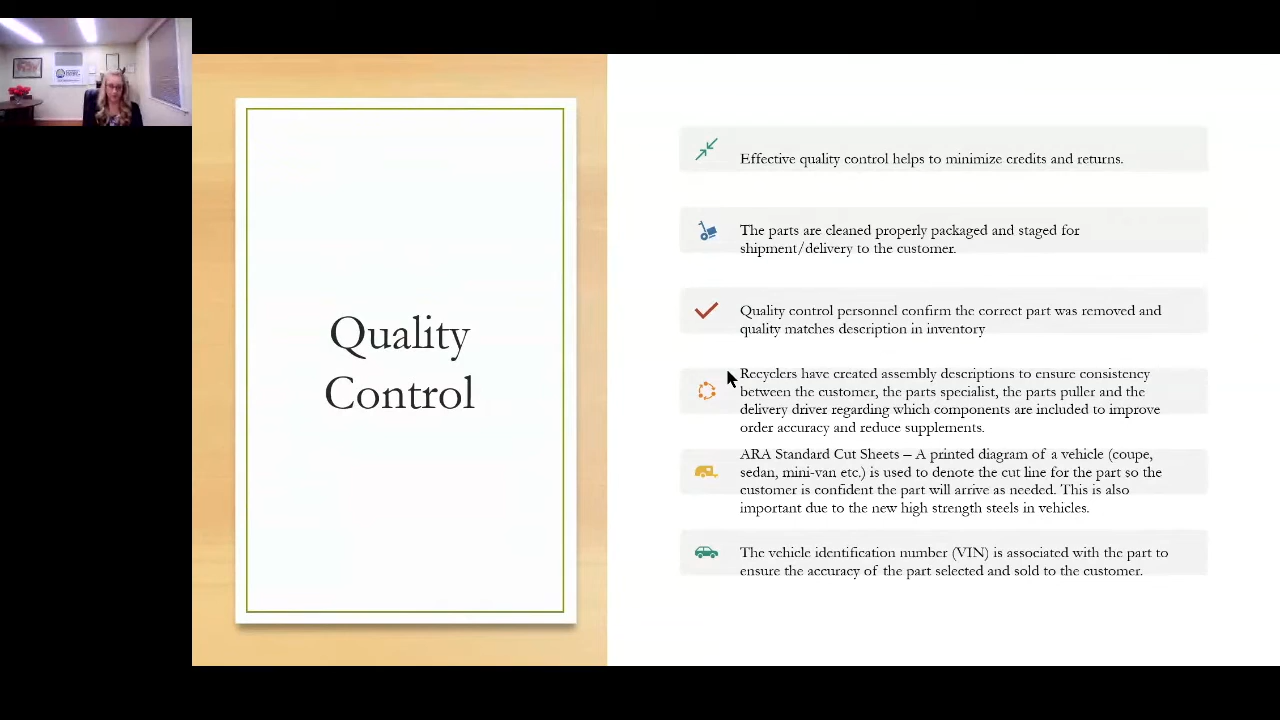 Quality
Control
Effective quality control helps to minimize credits and returns.
The parts are cleaned properly packaged and staged for
shipment/delivery to the customer.
Quality control personnel confirm the correct part was removed and
quality matches description in inventory
Recyclers have created assembly descriptions to ensure consistency
between the customer, the parts specialist, the parts puller and the
delivery driver regarding which components are included to improve
order accuracy and reduce supplements.
ARA Standard Cut Sheets – A printed diagram of a vehicle (coupe,
sedan, mini-van etc.) is used to denote the cut line for the part so the
customer is confident the part will arrive as needed. This is also
important due to the new high strength steels in vehicles.
The vehicle identification number (VIN) is associated with the part to
ensure the accuracy of the part selected and sold to the customer.